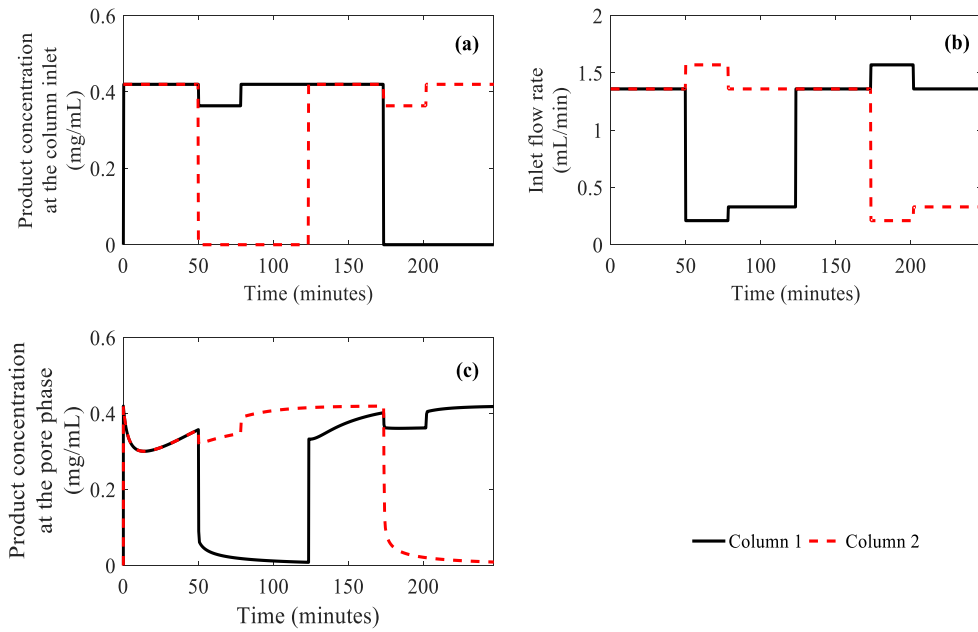 Product concentration
at the column inlet
(mg/mL)
0.6
0.4
0.2
0
(a)
0
50
100
150
200
Time (minutes)
Inlet flow rate
(mL/min)
2
1.5
1
0.5
0
(b)
0
50
100
150
200
Time (minutes)
Product concentration
at the pore phase
(mg/mL)
0.6
0.4
0.2
0
(c)
0
50
100
150
200
Time (minutes)
Column 1
Column 2